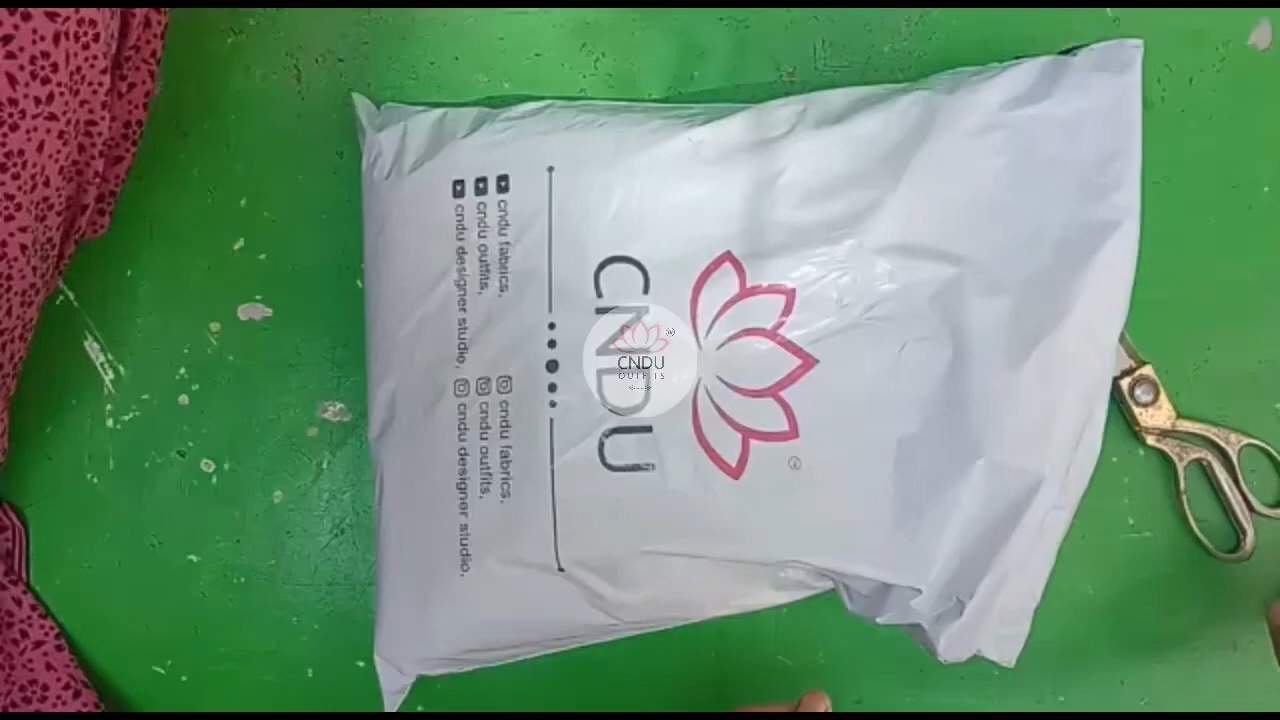 CNDU
cndu fabrics,
cndu outfits,
cndu designer studio,
cndu fabrics,
cndu outfits,
cndu designer studio,
CNDU
OUTFITS